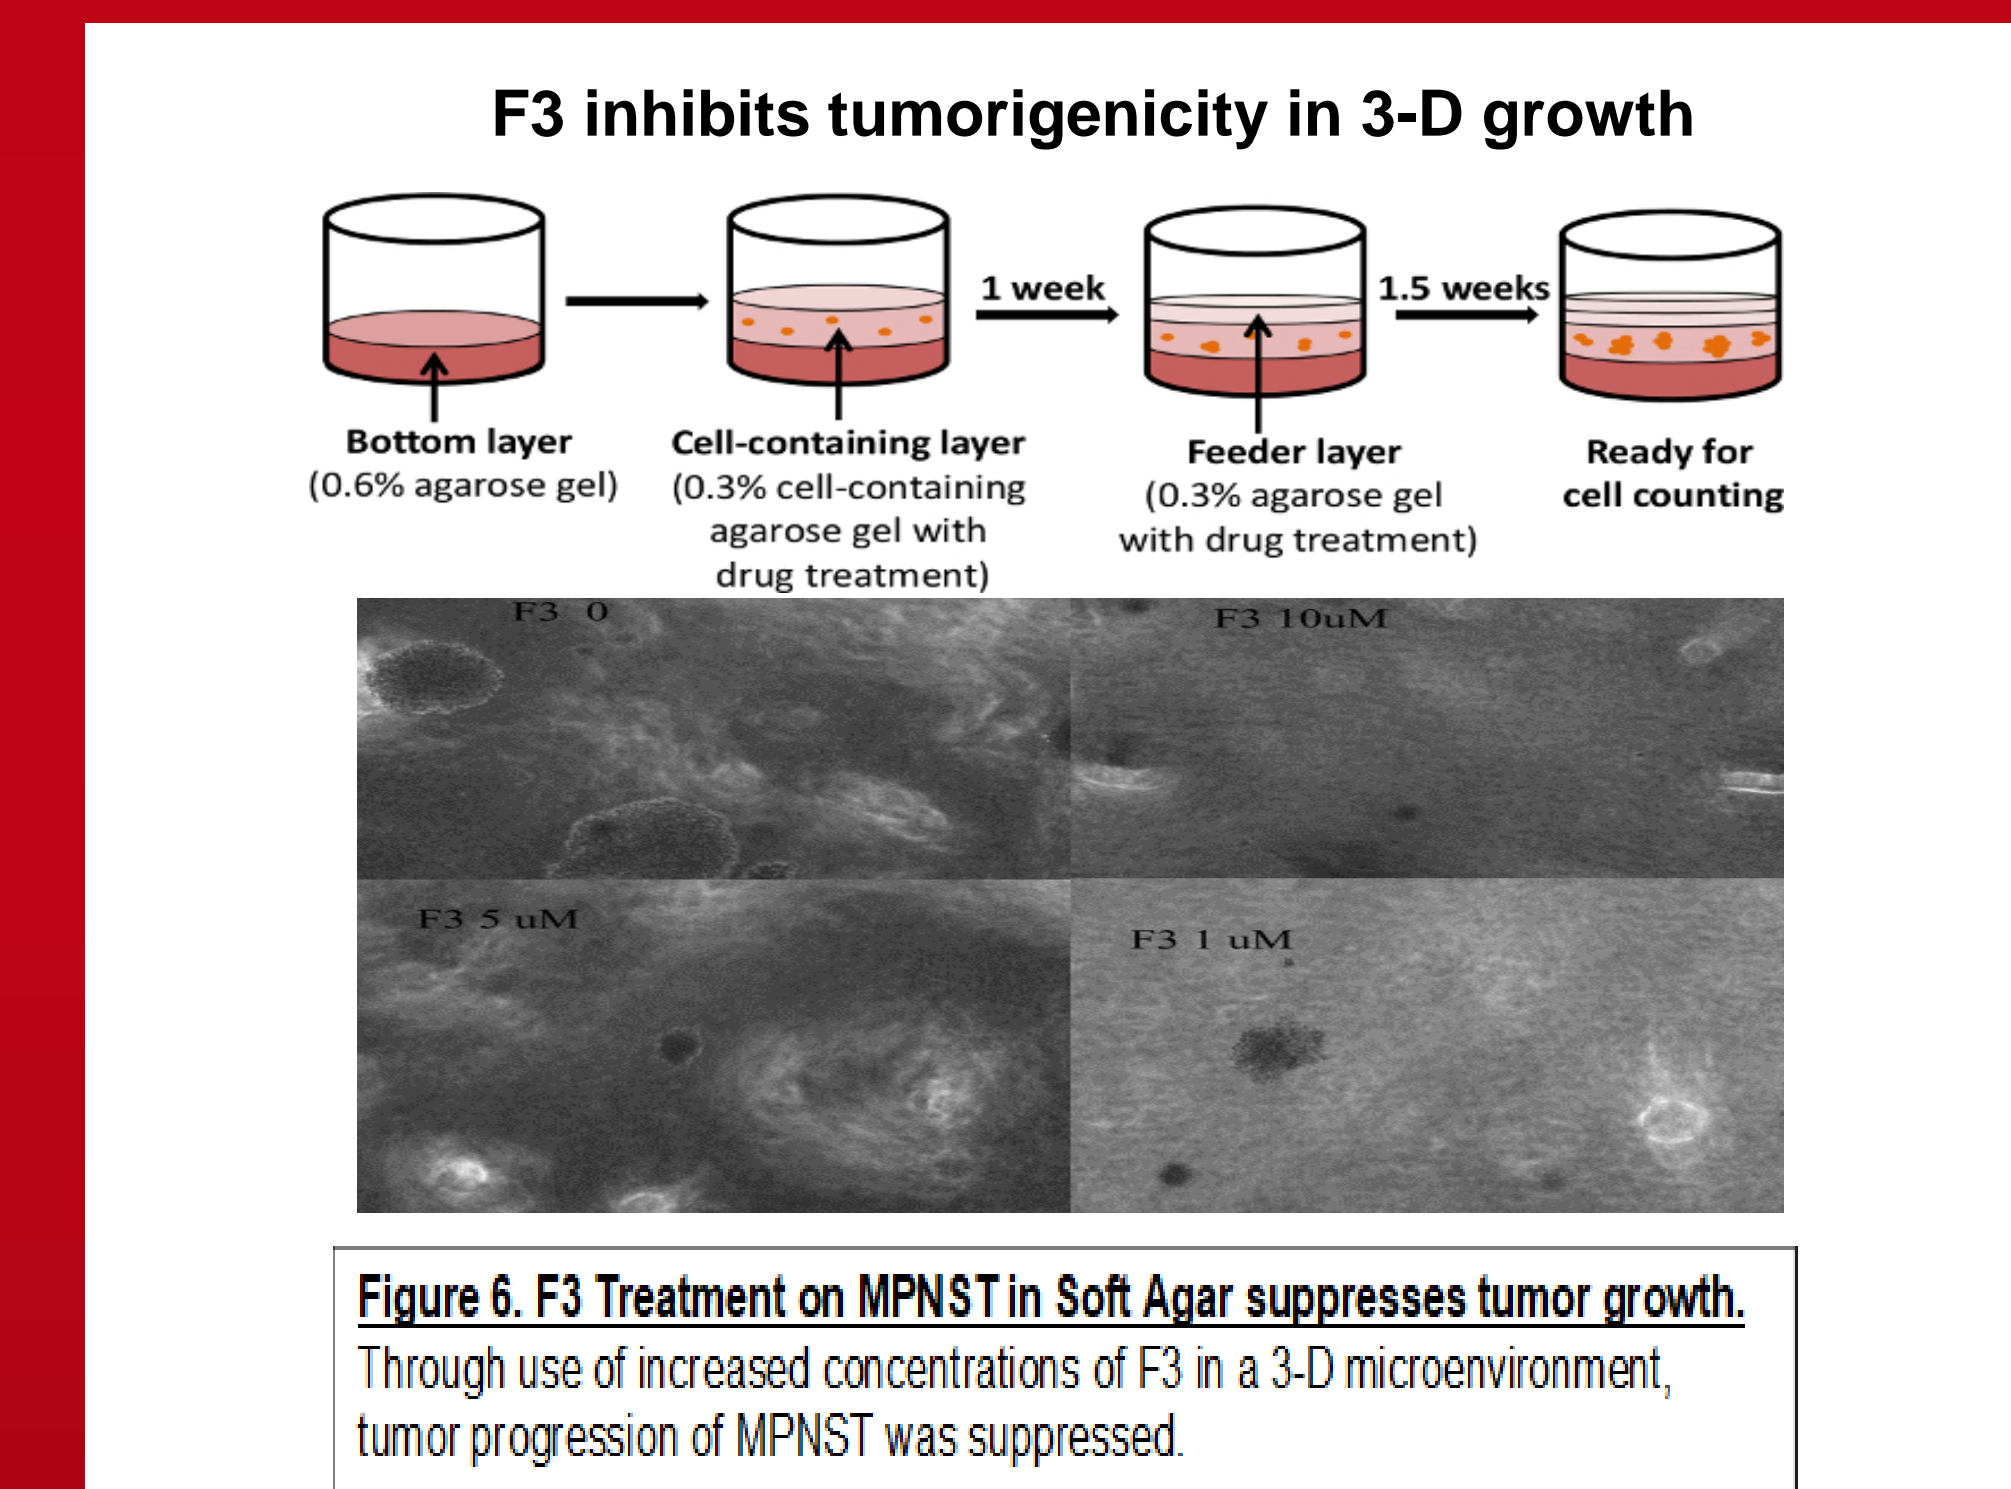 F3 inhibits tumorigenicity in 3-D growth
1 week
1.5 weeks
Bottom layer
(0.6% agarose gel)
Cell-containing layer
(0.3% cell-containing
agarose gel with
drug treatment)
Feeder layer
(0.3% agarose gel
with drug treatment)
Ready for
cell counting
F3 0
F3 10uM
F3 5 uM
F3 1 uM
Figure 6. F3 Treatment on MPNST in Soft Agar suppresses tumor growth.
Through use of increased concentrations of F3 in a 3-D microenvironment,
tumor progression of MPNST was suppressed.